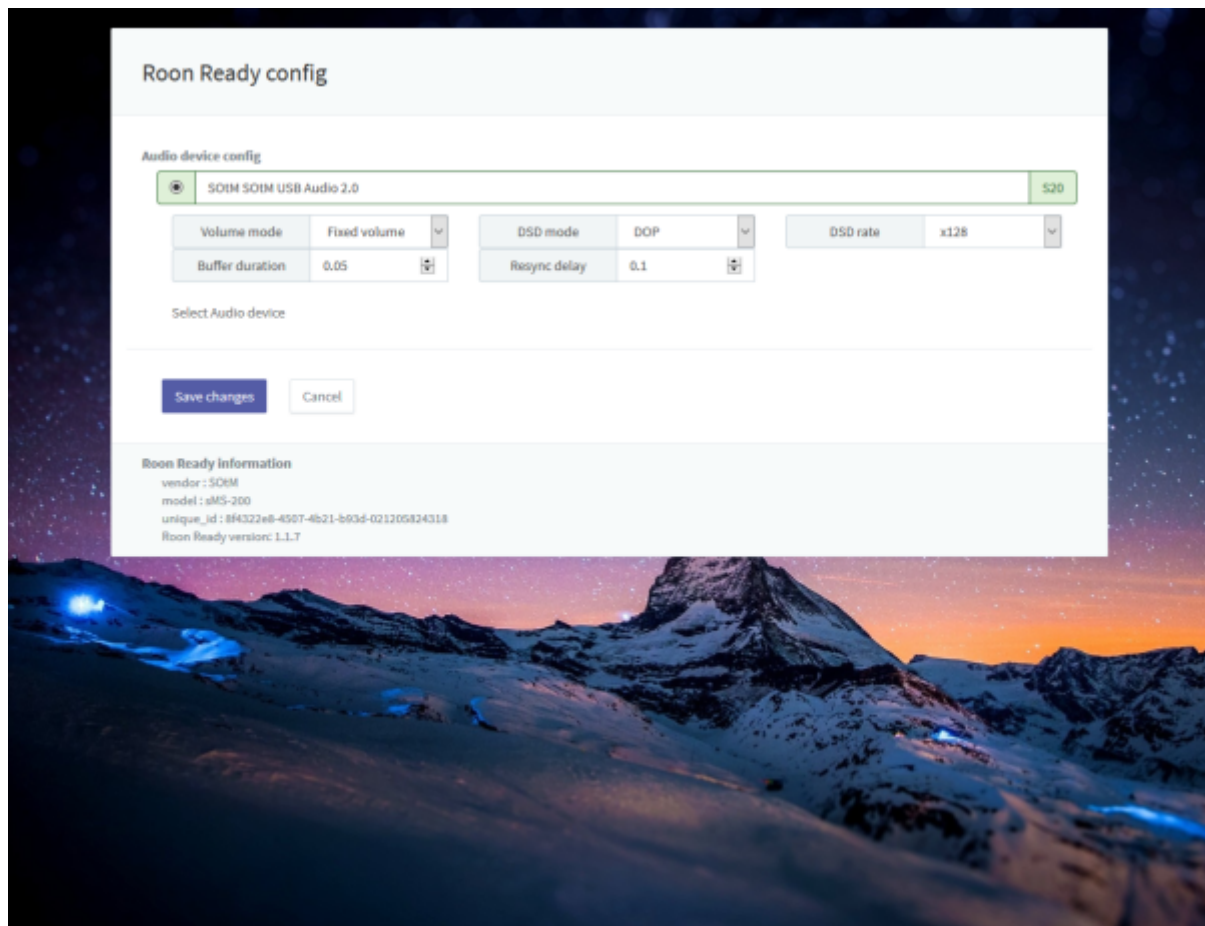 Roon Ready config
Audio device config
SOtM SOtM USB Audio 2.0 S20
Volume mode Fixed volume DSD mode DOP DSD rate x128
Buffer duration 0.05 Resync delay 0.1
Select Audio device
Save changes Cancel
Roon Ready information
vendor : SOtM
model : sMS-200
unique_id : 8f4322e8-4507-4b21-b93d-021205824318
Roon Ready version: 1.1.7